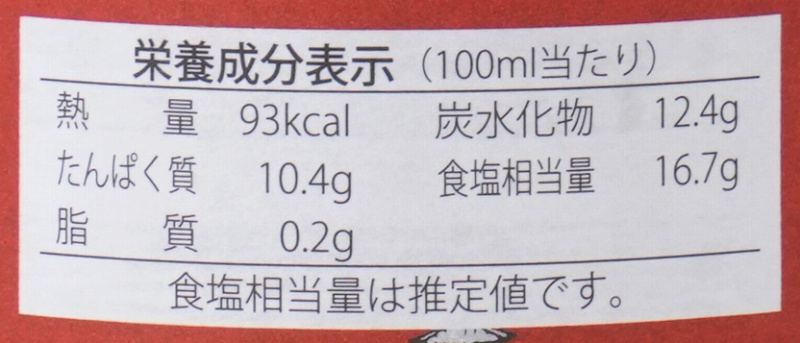 栄養成分表示（100ml当たり）
熱量 93kcal 炭水化物 12.4g
たんぱく質 10.4g 食塩相当量 16.7g
脂質 0.2g
食塩相当量は推定値です。